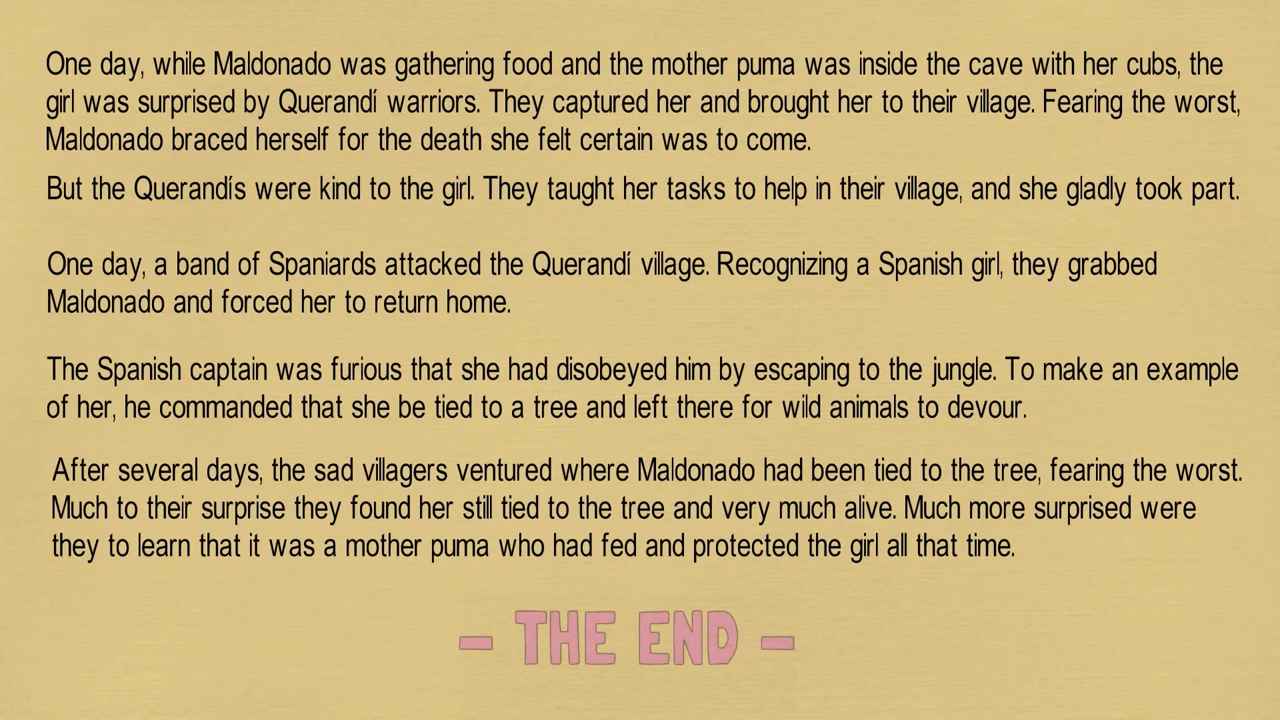 One day, while Maldonado was gathering food and the mother puma was inside the cave with her cubs, the
girl was surprised by Querandí warriors. They captured her and brought her to their village. Fearing the worst,
Maldonado braced herself for the death she felt certain was to come.
But the Querandís were kind to the girl. They taught her tasks to help in their village, and she gladly took part.
One day, a band of Spaniards attacked the Querandí village. Recognizing a Spanish girl, they grabbed
Maldonado and forced her to return home.
The Spanish captain was furious that she had disobeyed him by escaping to the jungle. To make an example
of her, he commanded that she be tied to a tree and left there for wild animals to devour.
After several days, the sad villagers ventured where Maldonado had been tied to the tree, fearing the worst.
Much to their surprise they found her still tied to the tree and very much alive. Much more surprised were
they to learn that it was a mother puma who had fed and protected the girl all that time.
– THE END –